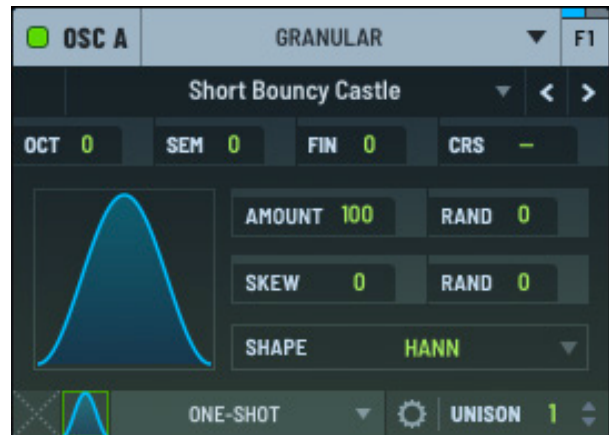 OSC A GRANULAR F1
Short Bouncy Castle < >
OCT 0 SEM 0 FIN 0 CRS –
AMOUNT 100 RAND 0
SKEW 0 RAND 0
SHAPE HANN
ONE-SHOT UNISON 1